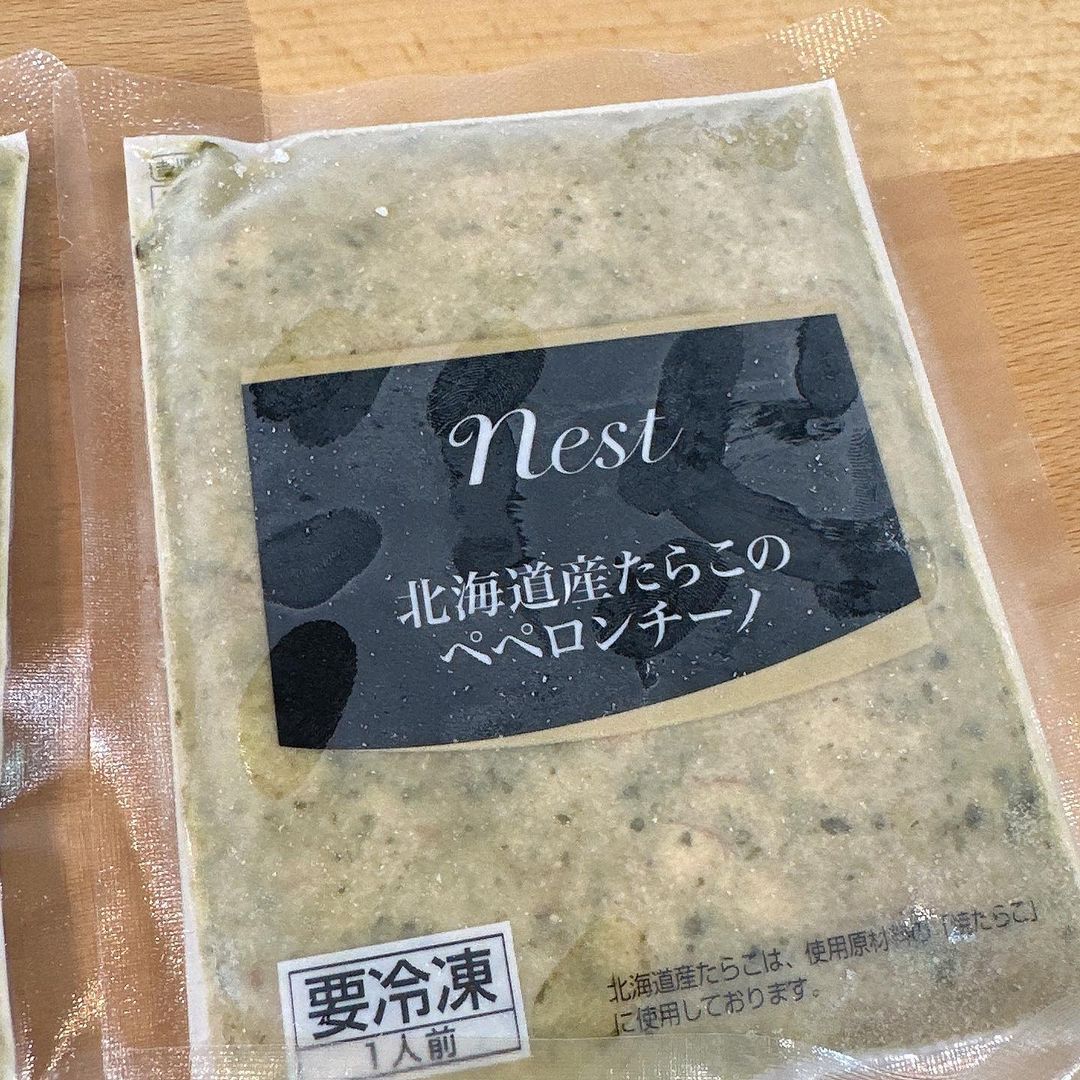 nest
北海道産たらこの
ペペロンチーノ
要冷凍
1人前
北海道産たらこは、使用原材料の「焼たらこ」
に使用しております。